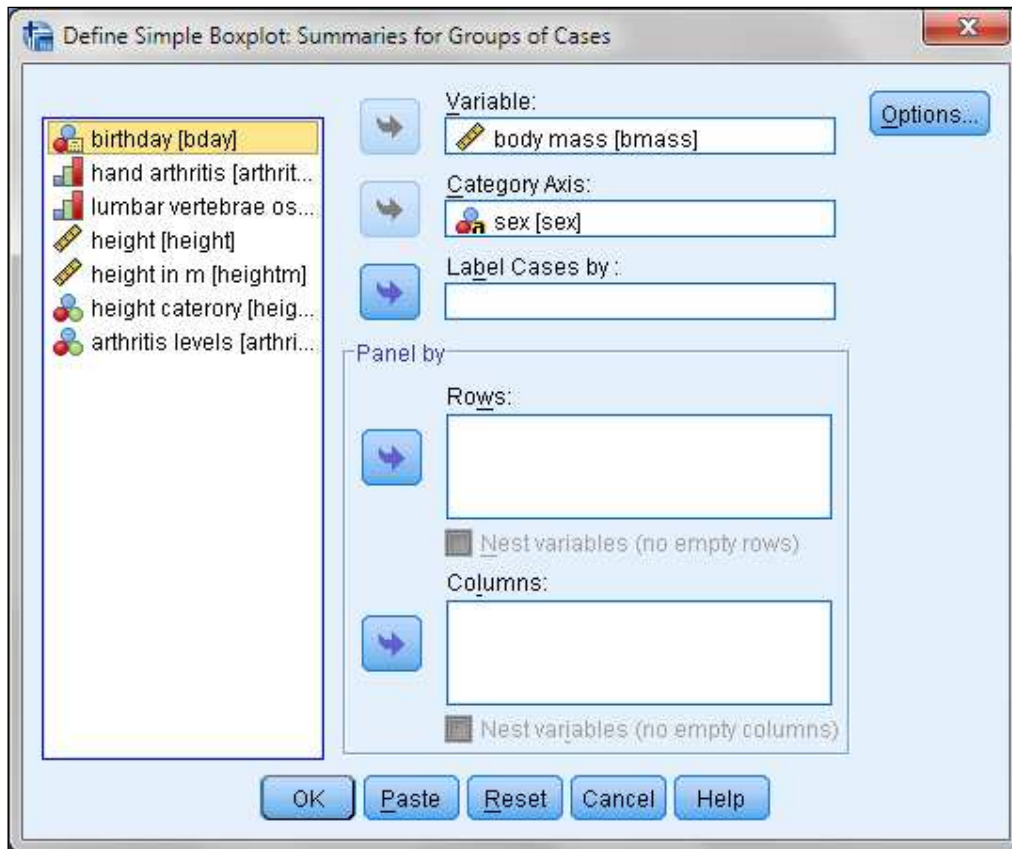 Define Simple Boxplot: Summaries for Groups of Cases
birthday [bday]
hand arthritis [arthrit...
lumbar vertebrae os...
height [height]
height in m [heightm]
height caterory [heig...
arthritis levels [arthri...
Variable:
body mass [bmass]
Category Axis:
sex [sex]
Label Cases by :
Panel by
Rows:
Nest variables (no empty rows)
Columns:
Nest variables (no empty columns)
Options...
OK Paste Reset Cancel Help